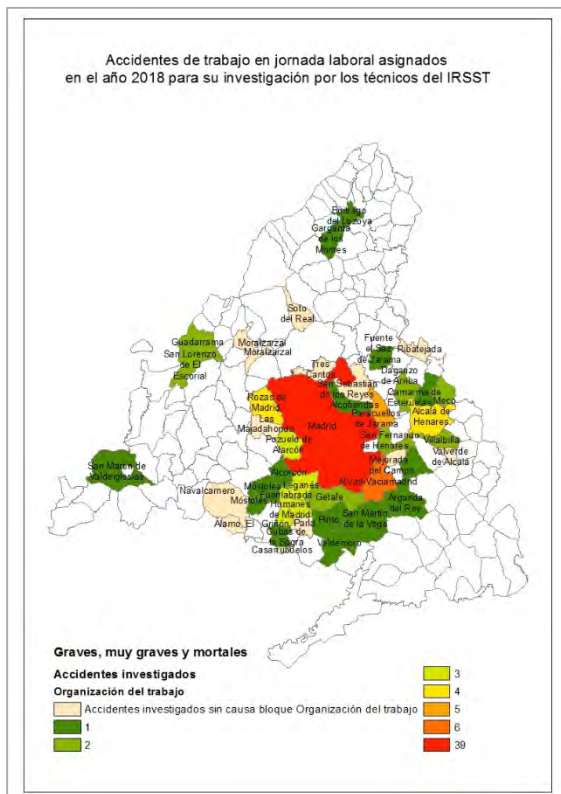 Accidentes de trabajo en jornada laboral asignados
en el año 2018 para su investigación por los técnicos del IRSST
Buitrago
del Lozoya
Garganta
de los
Montes
Soto
del Real
Guadarrama
San Lorenzo
de El
Escorial
Moralzarzal
Moralzarzal
Fuente
el Saz
de Jarama
Ribatejada
Tres
Cantos
Daganzo
de Arriba
San Sebastián
de los Reyes
Camarma de
Esteruelas
Meco
Rozas de
Madrid
Las
Alcobendas
Paracuellos
de Jarama
Alcalá de
Henares
Majadahonda
Madrid
Pozuelo de
Alarcón
San Fernando
de Henares
Villalbilla
Valverde
de Alcalá
San Martín de
Valdeiglesias
Alcorcón
Mejorada
del Campo
Navalcarnero
Móstoles
Móstoles
Leganés
Rivas-Vaciamadrid
Fuenlabrada
Getafe
Humanes
de Madrid
Arganda
del Rey
Álamo, El
Griñón
Parla
Pinto
San Martín
de la Vega
Cubas de
la Sagra
Casarrubuelos
Valdemoro
Graves, muy graves y mortales
Accidentes investigados
Organización del trabajo
Accidentes investigados sin causa bloque Organización del trabajo
1
2
3
4
5
6
39